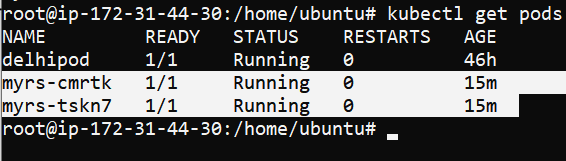 root@ip-172-31-44-30:/home/ubuntu# kubectl get pods
NAME READY STATUS RESTARTS AGE
delhipod 1/1 Running 0 46h
myrs-cmrtk 1/1 Running 0 15m
myrs-tskn7 1/1 Running 0 15m
root@ip-172-31-44-30:/home/ubuntu#